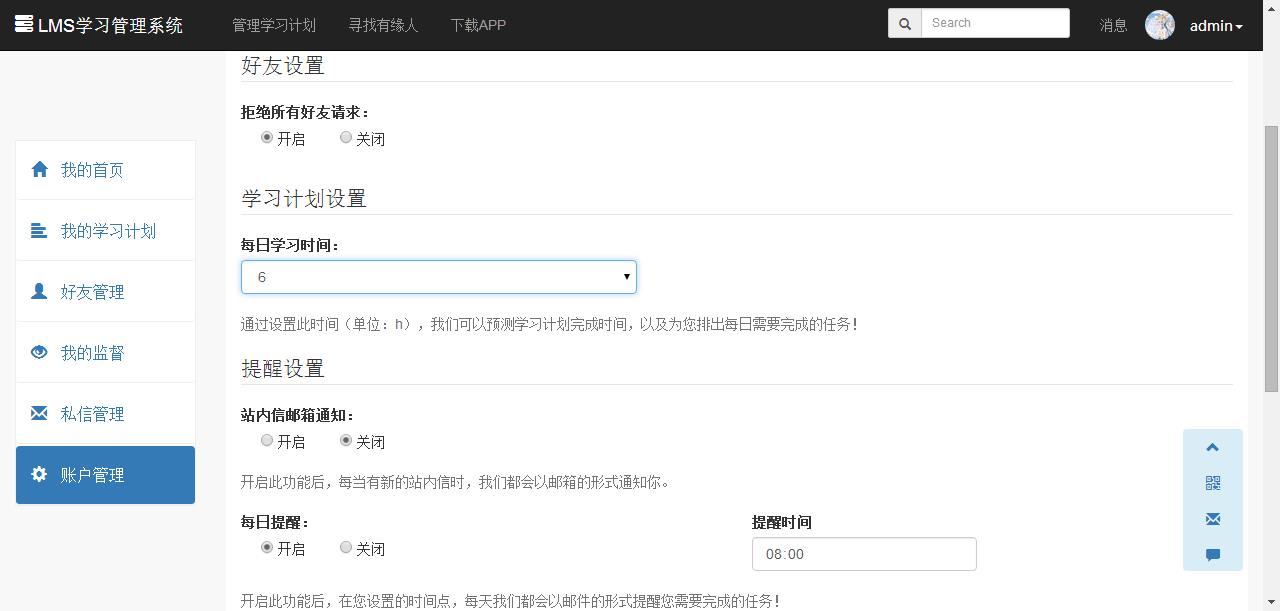 LMS学习管理系统 管理学习计划 寻找有缘人 下载APP Search 消息 admin
好友设置
拒绝所有好友请求：
开启 关闭
我的首页
学习计划设置
我的学习计划
每日学习时间：
6
好友管理
通过设置此时间（单位：h），我们可以预测学习计划完成时间，以及为您排出每日需要完成的任务！
我的监督
提醒设置
私信管理
站内信邮箱通知：
开启 关闭
账户管理
开启此功能后，每当有新的站内信时，我们都会以邮箱的形式通知你。
每日提醒： 提醒时间
开启 关闭
08:00
开启此功能后，在您设置的时间点，每天我们都会以邮件的形式提醒您需要完成的任务！